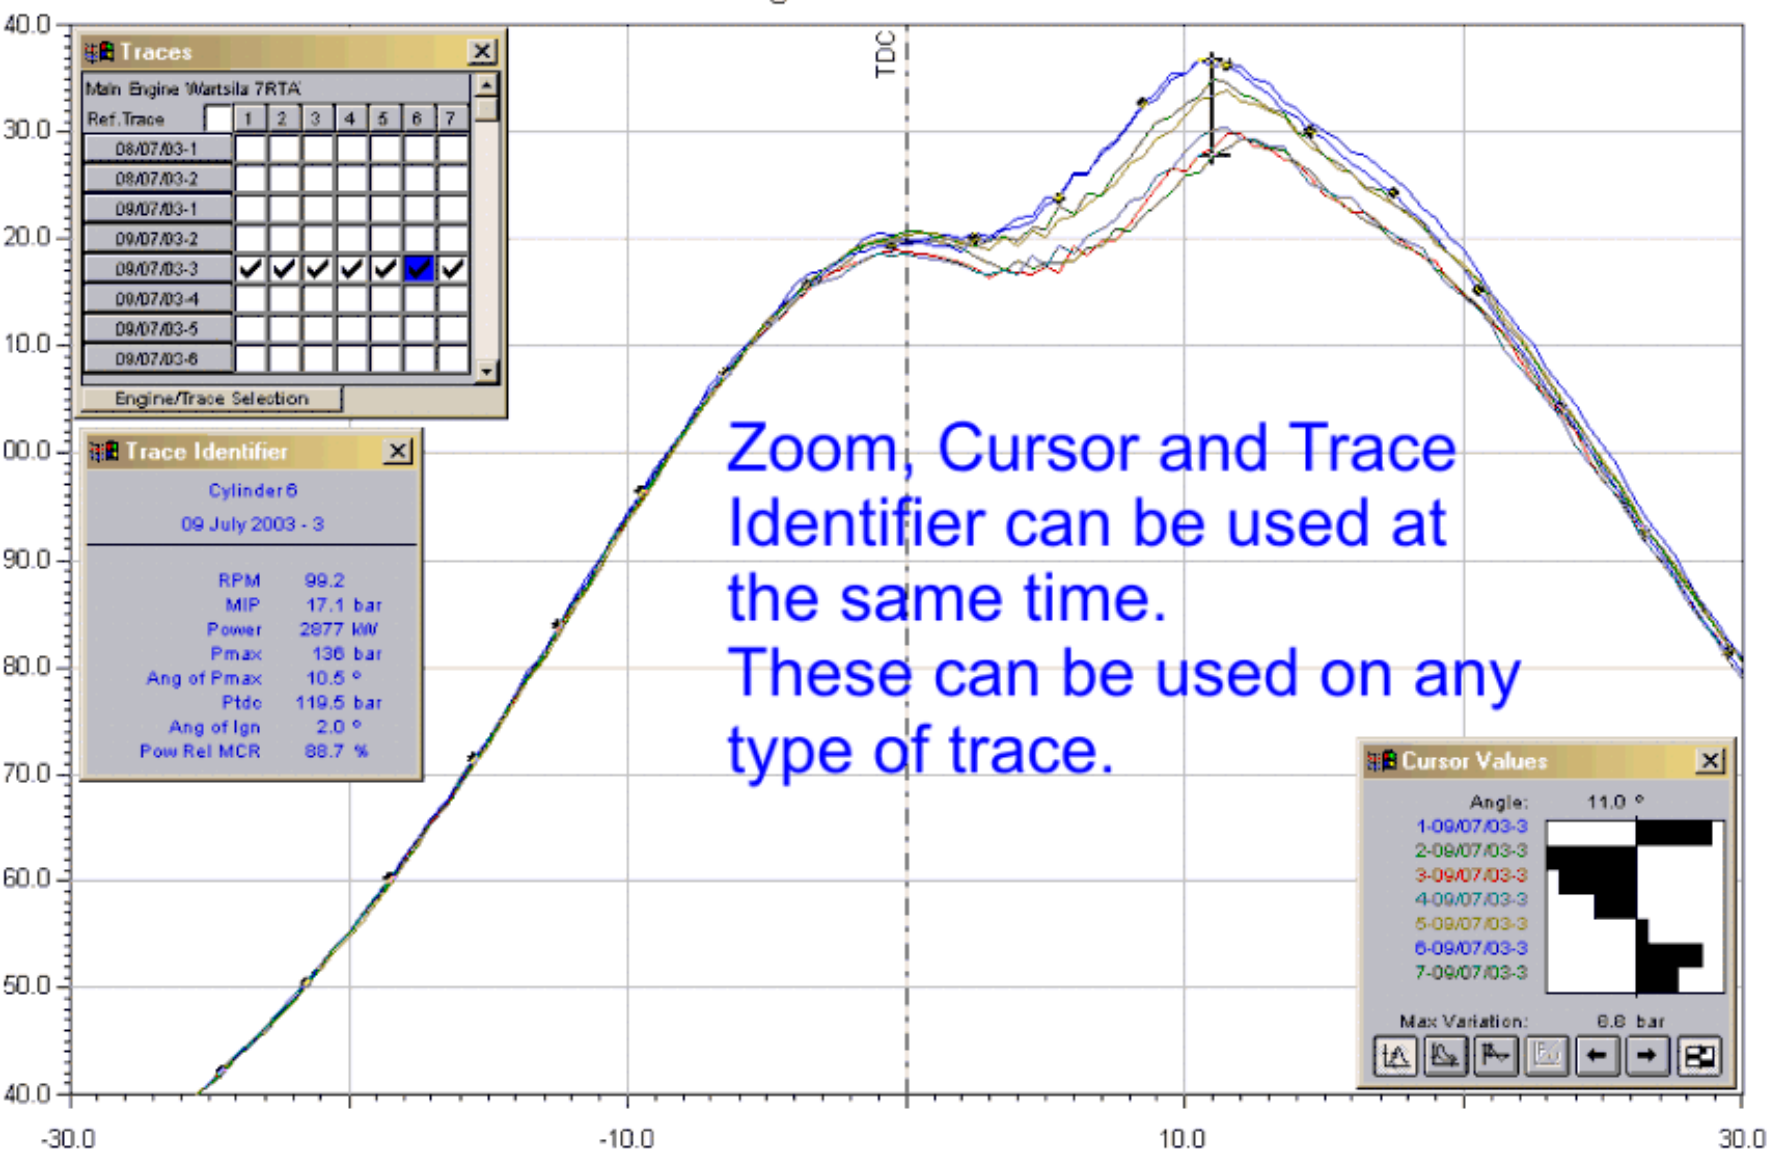 40.0
30.0
20.0
10.0
00.0
90.0
80.0
70.0
60.0
50.0
40.0
-30.0
-10.0
10.0
30.0
TDC
Traces
Main Engine 'Wartsila 7RTA'
Ref.Trace 1 2 3 4 5 6 7
08/07/03-1
08/07/03-2
09/07/03-1
09/07/03-2
09/07/03-3
09/07/03-4
09/07/03-5
09/07/03-6
Engine/Trace Selection
Trace Identifier
Cylinder 6
09 July 2003 - 3
RPM 99.2
MIP 17.1 bar
Power 2877 kW
Pmax 136 bar
Ang of Pmax 10.5 °
Ptdc 119.5 bar
Ang of Ign 2.0 °
Pow Rel MCR 88.7 %
Zoom, Cursor and Trace
Identifier can be used at
the same time.
These can be used on any
type of trace.
Cursor Values
Angle: 11.0 °
1-09/07/03-3
2-09/07/03-3
3-09/07/03-3
4-09/07/03-3
5-09/07/03-3
6-09/07/03-3
7-09/07/03-3
Max Variation: bar